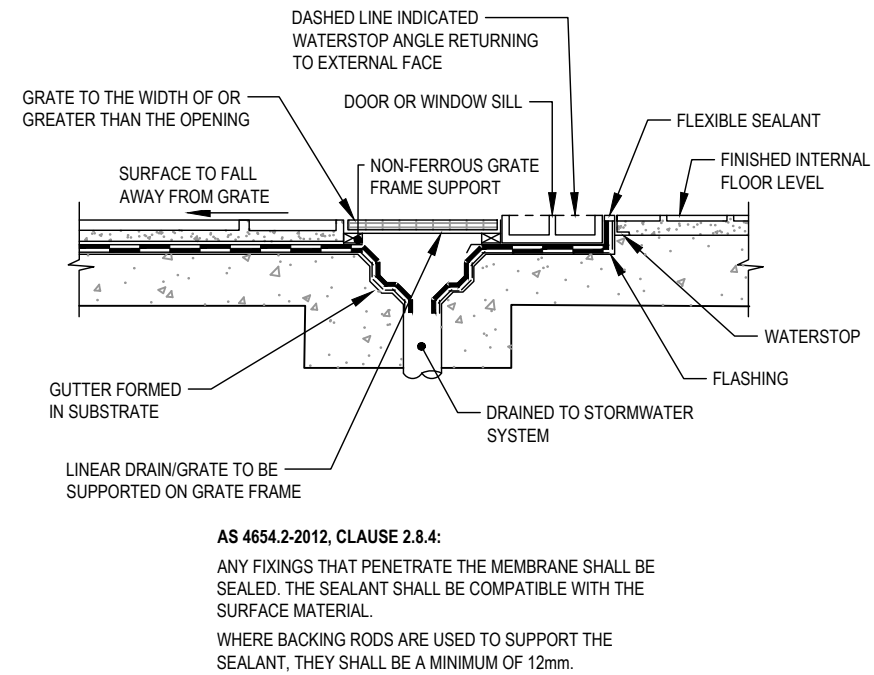 DASHED LINE INDICATED
WATERSTOP ANGLE RETURNING
TO EXTERNAL FACE
GRATE TO THE WIDTH OF OR
GREATER THAN THE OPENING
DOOR OR WINDOW SILL
FLEXIBLE SEALANT
SURFACE TO FALL
AWAY FROM GRATE
NON-FERROUS GRATE
FRAME SUPPORT
FINISHED INTERNAL
FLOOR LEVEL
WATERSTOP
FLASHING
GUTTER FORMED
IN SUBSTRATE
DRAINED TO STORMWATER
SYSTEM
LINEAR DRAIN/GRATE TO BE
SUPPORTED ON GRATE FRAME
AS 4654.2-2012, CLAUSE 2.8.4:
ANY FIXINGS THAT PENETRATE THE MEMBRANE SHALL BE
SEALED. THE SEALANT SHALL BE COMPATIBLE WITH THE
SURFACE MATERIAL.
WHERE BACKING RODS ARE USED TO SUPPORT THE
SEALANT, THEY SHALL BE A MINIMUM OF 12mm.